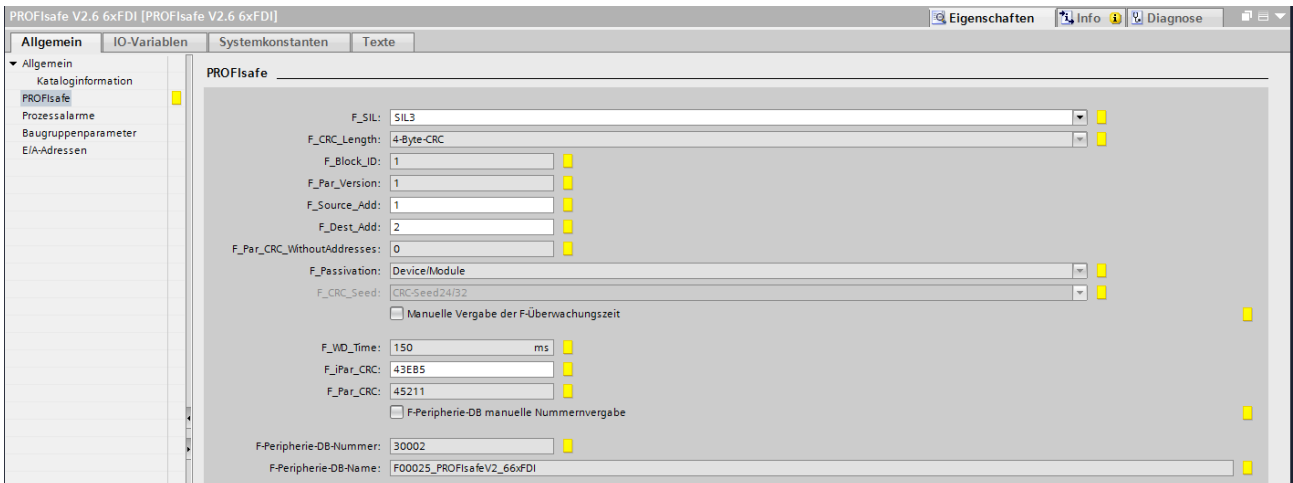 PROFIsafe V2.6 6xFDI [PROFIsafe V2.6 6xFDI]
Eigenschaften Info Diagnose
Allgemein IO-Variablen Systemkonstanten Texte
Allgemein
Kataloginformation
PROFIsafe
Prozessalarme
Baugruppenparameter
E/A-Adressen
PROFIsafe
F_SIL: SIL3
F_CRC_Length: 4-Byte-CRC
F_Block_ID: 1
F_Par_Version: 1
F_Source_Add: 1
F_Dest_Add: 2
F_Par_CRC_WithoutAddresses: 0
F_Passivation: Device/Module
F_CRC_Seed: CRC-Seed24/32
Manuelle Vergabe der F-Überwachungszeit
F_WD_Time: 150 ms
F_iPar_CRC: 43EB5
F_Par_CRC: 45211
F-Peripherie-DB manuelle Nummernvergabe
F-Peripherie-DB-Nummer: 30002
F-Peripherie-DB-Name: F00025_PROFIsafeV2_66xFDI